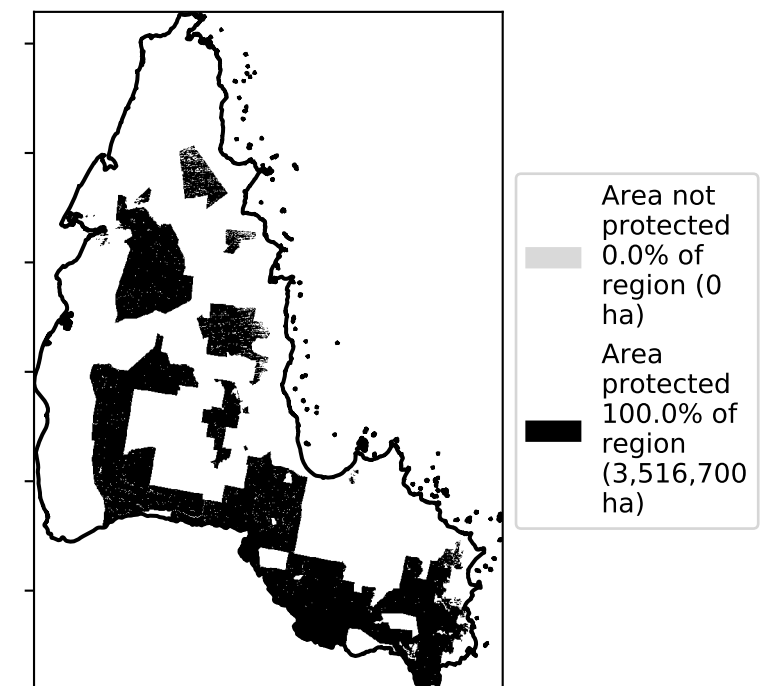 Area not
protected
0.0% of
region (0
ha)
Area
protected
100.0% of
region
(3,516,700
ha)